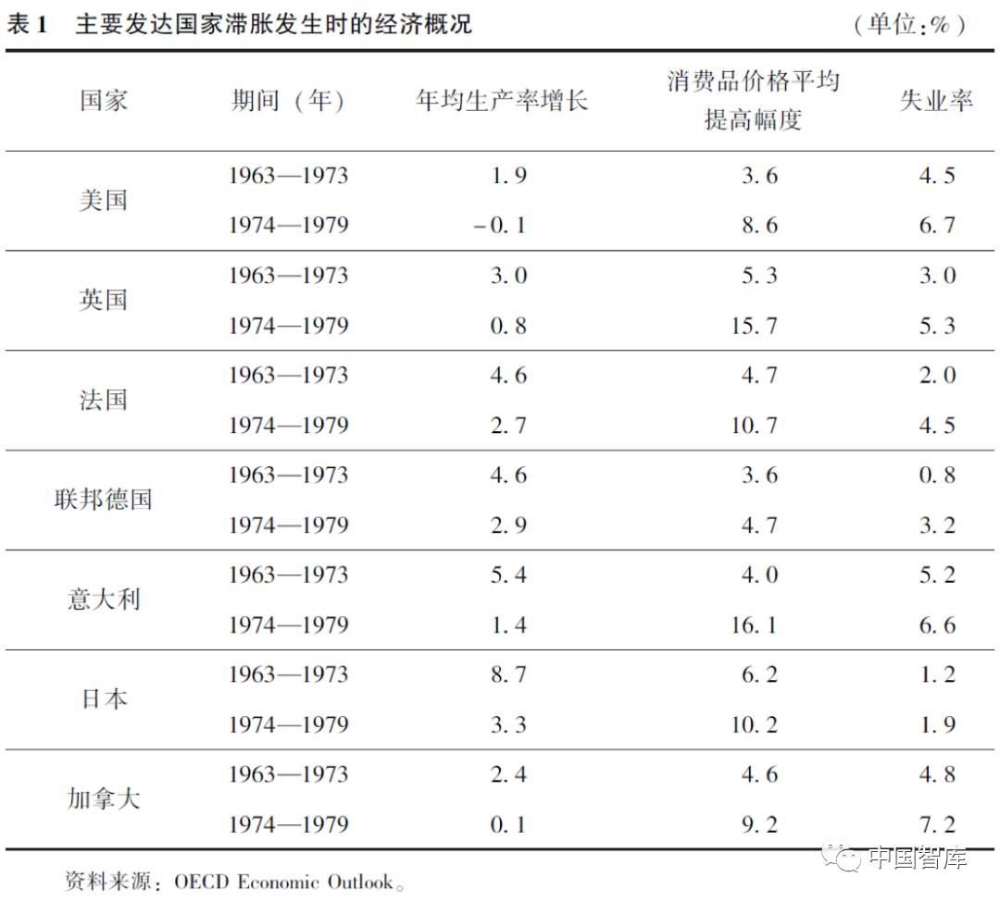 表1 主要发达国家滞胀发生时的经济概况 (单位:%)
国家 期间（年） 年均生产率增长 消费品价格平均提高幅度 失业率
美国 1963—1973 1.9 3.6 4.5
1974—1979 -0.1 8.6 6.7
英国 1963—1973 3.0 5.3 3.0
1974—1979 0.8 15.7 5.3
法国 1963—1973 4.6 4.7 2.0
1974—1979 2.7 10.7 4.5
联邦德国 1963—1973 4.6 3.6 0.8
1974—1979 2.9 4.7 3.2
意大利 1963—1973 5.4 4.0 5.2
1974—1979 1.4 16.1 6.6
日本 1963—1973 8.7 6.2 1.2
1974—1979 3.3 10.2 1.9
加拿大 1963—1973 2.4 4.6 4.8
1974—1979 0.1 9.2 7.2
中国智库
资料来源：OECD Economic Outlook。